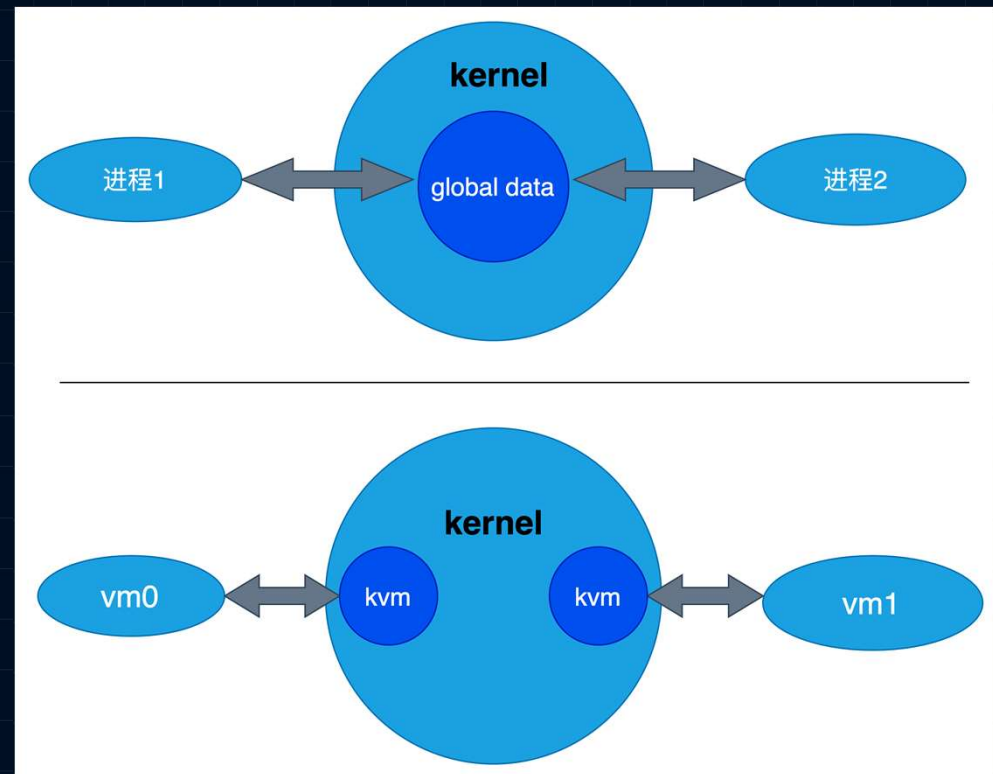 kernel
进程1
global data
进程2
kernel
vm0
kvm
kvm
vm1